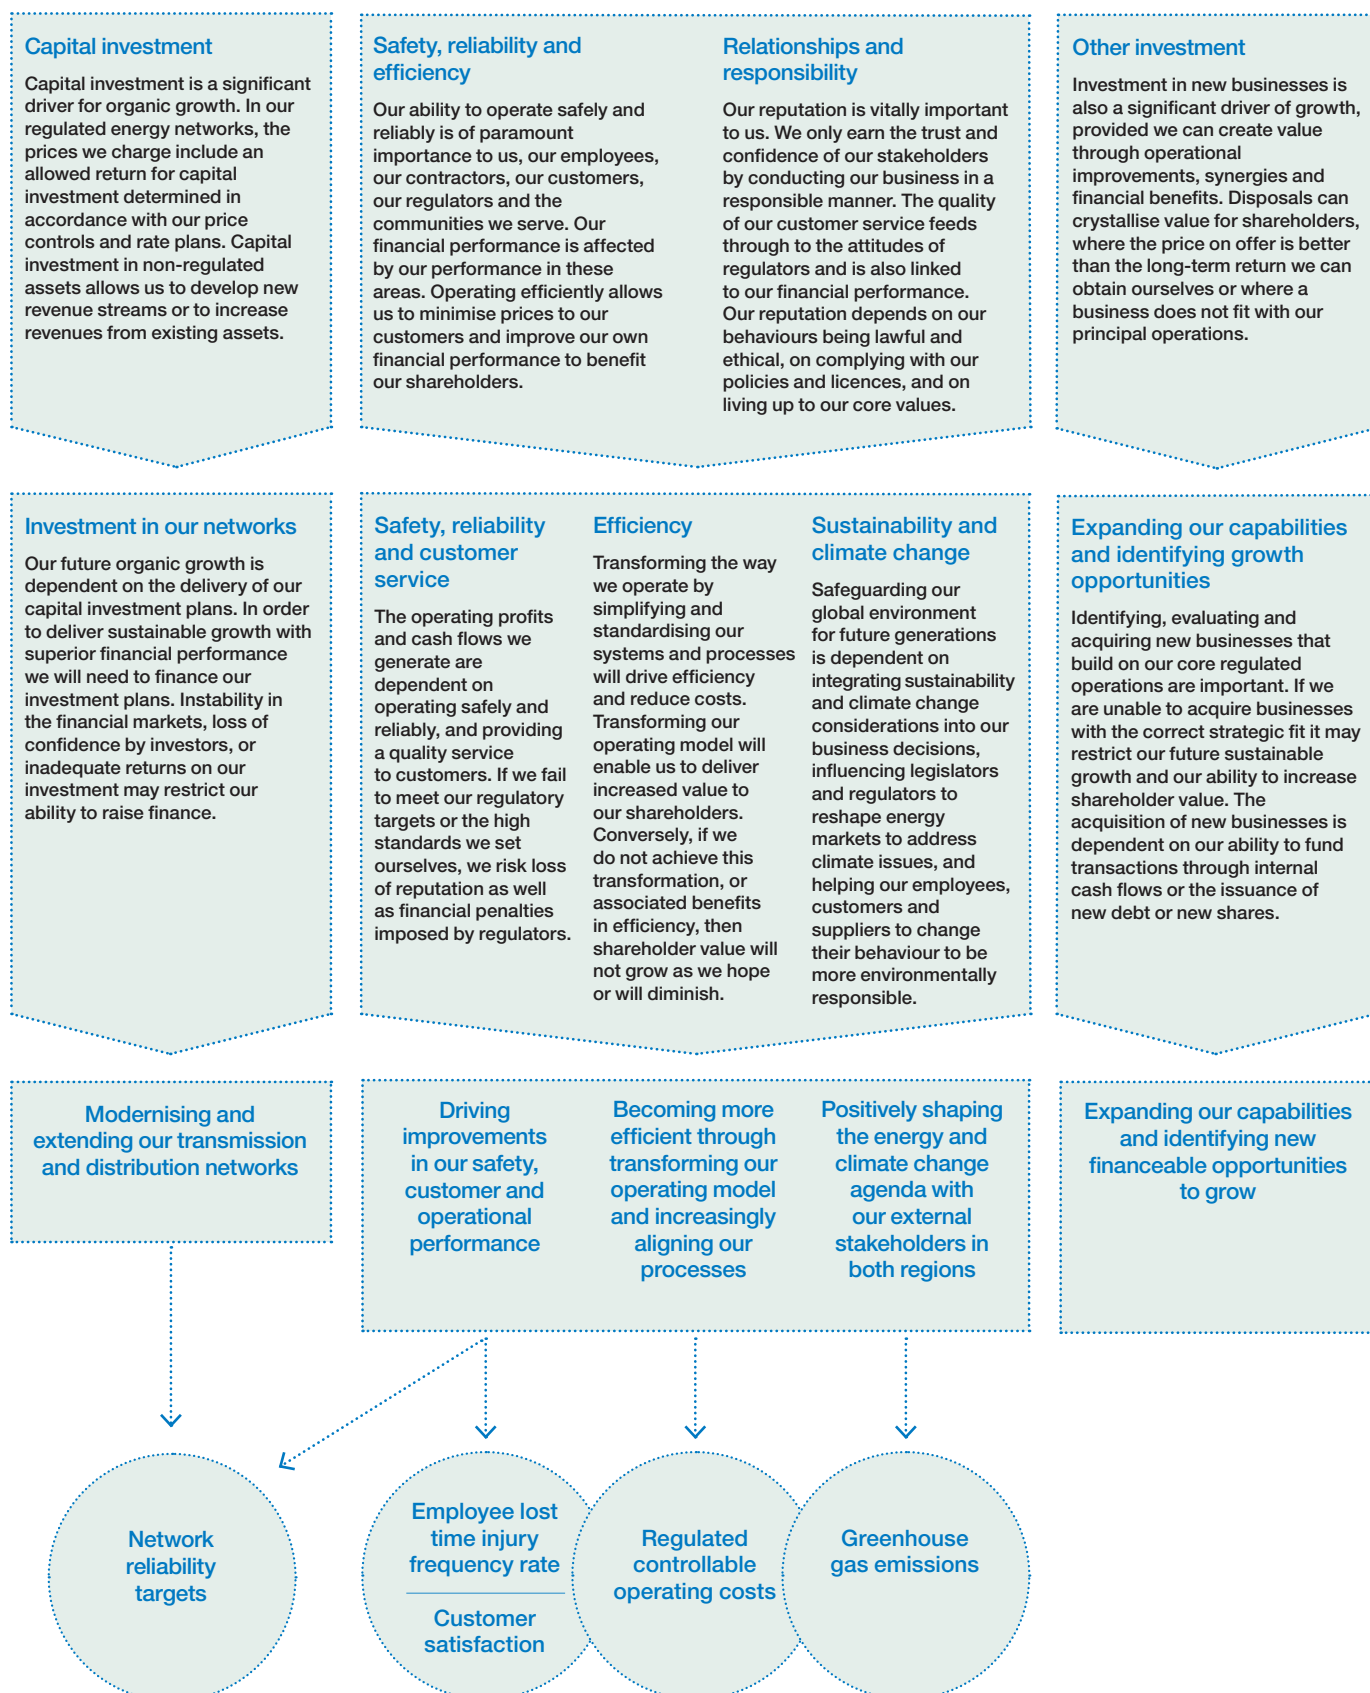 Capital investment
Capital investment is a significant
driver for organic growth. In our
regulated energy networks, the
prices we charge include an
allowed return for capital
investment determined in
accordance with our price
controls and rate plans. Capital
investment in non-regulated
assets allows us to develop new
revenue streams or to increase
revenues from existing assets.
Safety, reliability and
efficiency
Our ability to operate safely and
reliably is of paramount
importance to us, our employees,
our contractors, our customers,
our regulators and the
communities we serve. Our
financial performance is affected
by our performance in these
areas. Operating efficiently allows
us to minimise prices to our
customers and improve our own
financial performance to benefit
our shareholders.
Relationships and
responsibility
Our reputation is vitally important
to us. We only earn the trust and
confidence of our stakeholders
by conducting our business in a
responsible manner. The quality
of our customer service feeds
through to the attitudes of
regulators and is also linked
to our financial performance.
Our reputation depends on our
behaviours being lawful and
ethical, on complying with our
policies and licences, and on
living up to our core values.
Other investment
Investment in new businesses is
also a significant driver of growth,
provided we can create value
through operational
improvements, synergies and
financial benefits. Disposals can
crystallise value for shareholders,
where the price on offer is better
than the long-term return we can
obtain ourselves or where a
business does not fit with our
principal operations.
Investment in our networks
Our future organic growth is
dependent on the delivery of our
capital investment plans. In order
to deliver sustainable growth with
superior financial performance
we will need to finance our
investment plans. Instability in
the financial markets, loss of
confidence by investors, or
inadequate returns on our
investment may restrict our
ability to raise finance.
Safety, reliability
and customer
service
The operating profits
and cash flows we
generate are
dependent on
operating safely and
reliably, and providing
a quality service
to customers. If we fail
to meet our regulatory
targets or the high
standards we set
ourselves, we risk loss
of reputation as well
as financial penalties
imposed by regulators.
Efficiency
Transforming the way
we operate by
simplifying and
standardising our
systems and processes
will drive efficiency
and reduce costs.
Transforming our
operating model will
enable us to deliver
increased value to
our shareholders.
Conversely, if we
do not achieve this
transformation, or
associated benefits
in efficiency, then
shareholder value will
not grow as we hope
or will diminish.
Sustainability and
climate change
Safeguarding our
global environment
for future generations
is dependent on
integrating sustainability
and climate change
considerations into our
business decisions,
influencing legislators
and regulators to
reshape energy
markets to address
climate issues, and
helping our employees,
customers and
suppliers to change
their behaviour to be
more environmentally
responsible.
Expanding our capabilities
and identifying growth
opportunities
Identifying, evaluating and
acquiring new businesses that
build on our core regulated
operations are important. If we
are unable to acquire businesses
with the correct strategic fit it may
restrict our future sustainable
growth and our ability to increase
shareholder value. The
acquisition of new businesses is
dependent on our ability to fund
transactions through internal
cash flows or the issuance of
new debt or new shares.
Modernising and
extending our transmission
and distribution networks
Driving
improvements
in our safety,
customer and
operational
performance
Becoming more
efficient through
transforming our
operating model
and increasingly
aligning our
processes
Positively shaping
the energy and
climate change
agenda with
our external
stakeholders in
both regions
Expanding our capabilities
and identifying new
financeable opportunities
to grow
Network
reliability
targets
Employee lost
time injury
frequency rate
Customer
satisfaction
Regulated
controllable
operating costs
Greenhouse
gas emissions